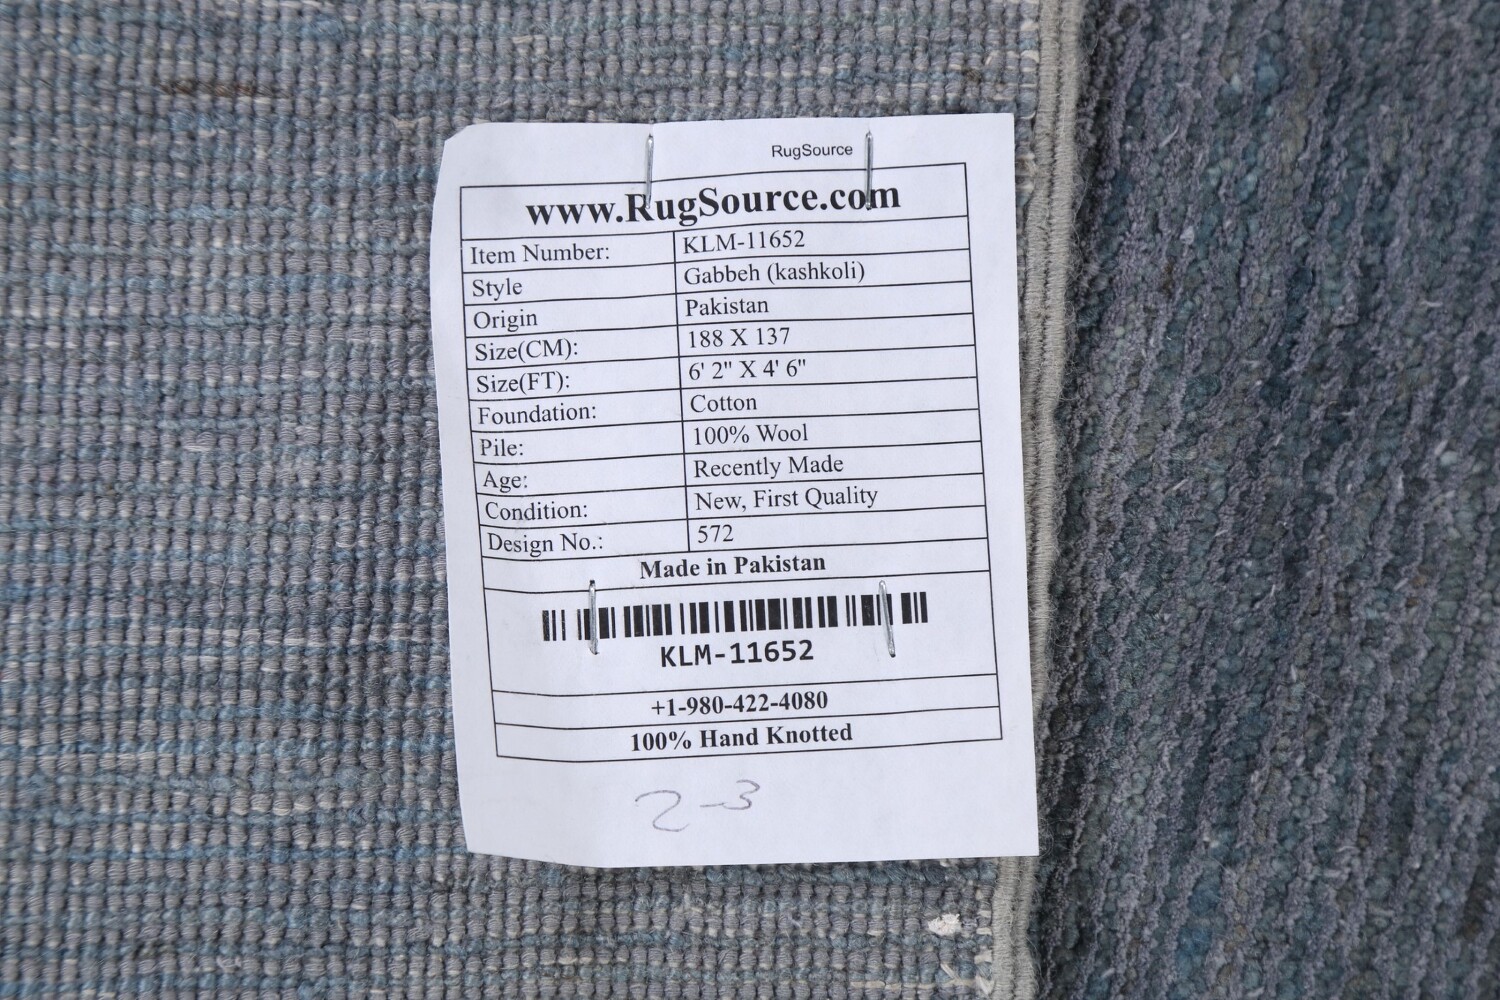 RugSource
www.RugSource.com
Item Number: KLM-11652
Style Gabbeh (kashkoli)
Origin Pakistan
Size(CM): 188 X 137
Size(FT): 6' 2" X 4' 6"
Foundation: Cotton
Pile: 100% Wool
Age: Recently Made
Condition: New, First Quality
Design No.: 572
Made in Pakistan
KLM-11652
+1-980-422-4080
100% Hand Knotted
2-3